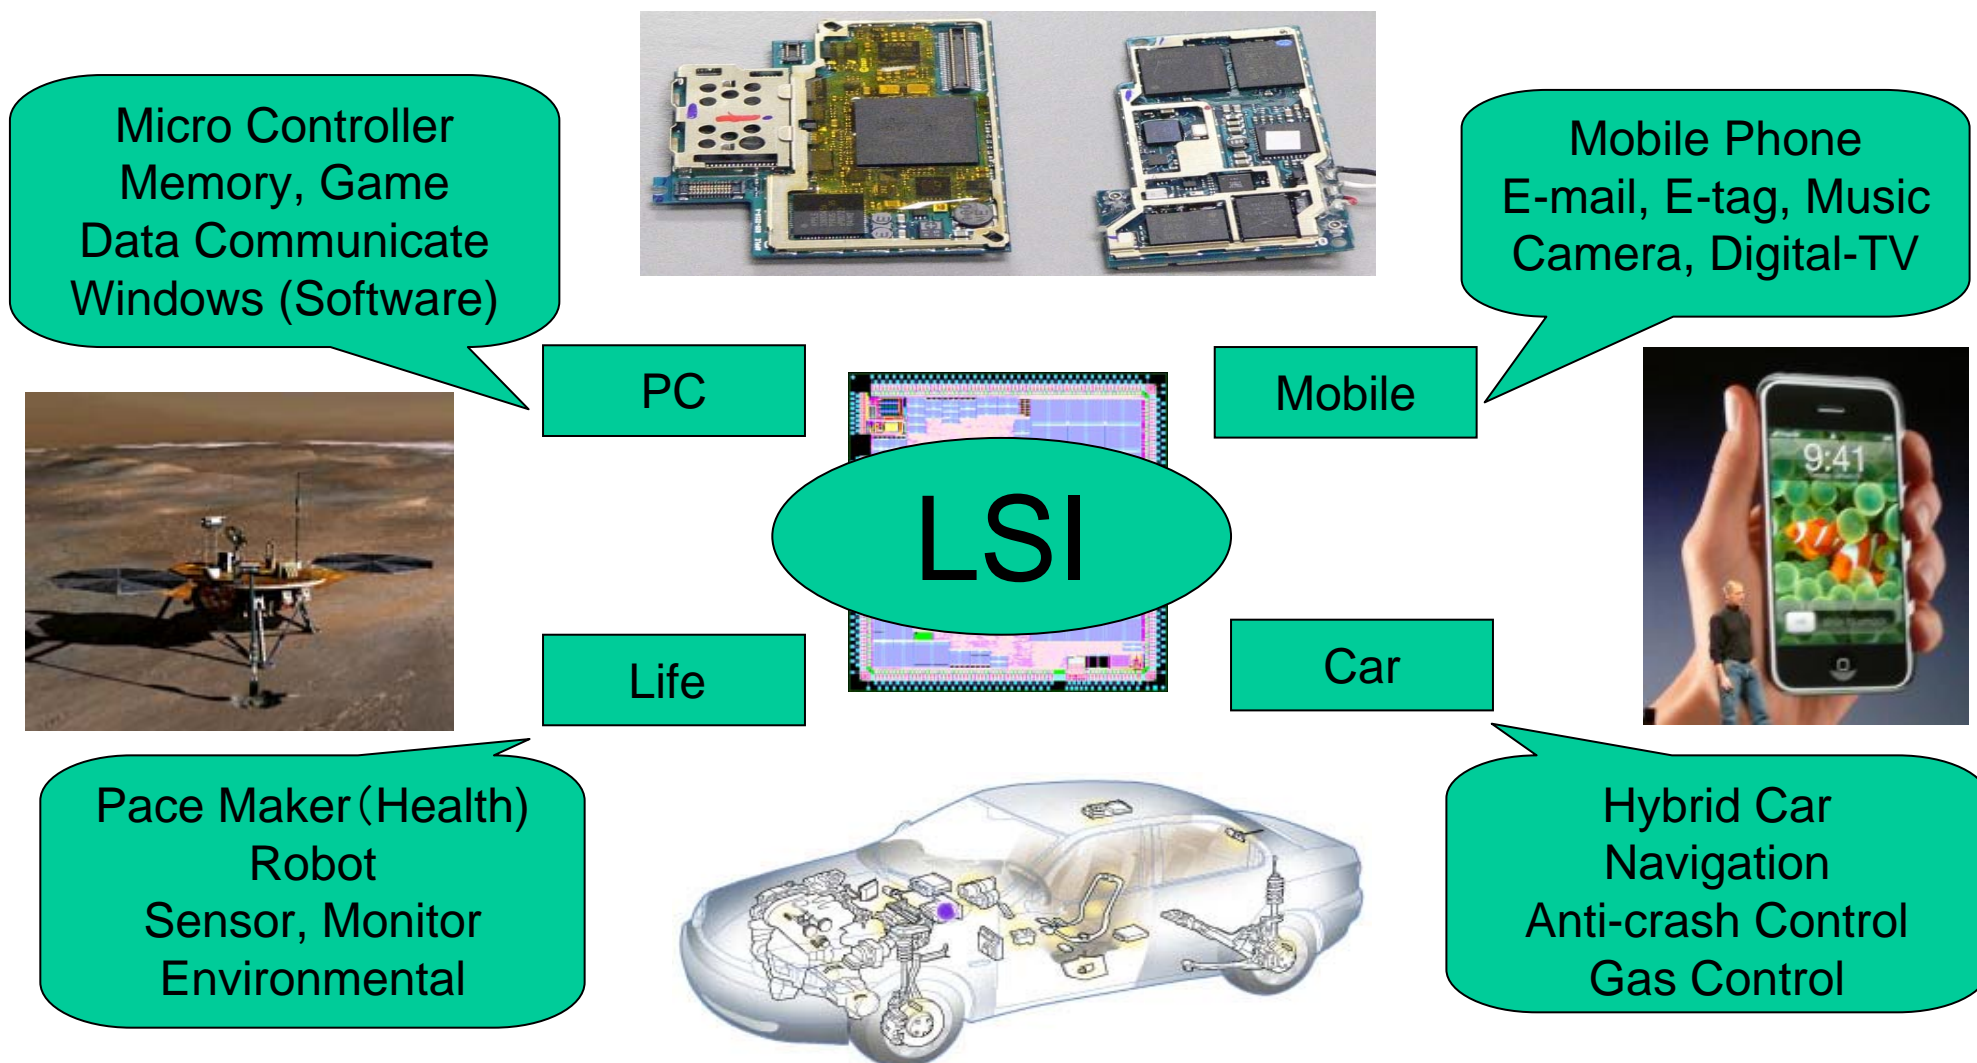 Micro Controller
Memory, Game
Data Communicate
Windows (Software)
Mobile Phone
E-mail, E-tag, Music
Camera, Digital-TV
PC
Mobile
LSI
9:41
Life
Car
Pace Maker（Health)
Robot
Sensor, Monitor
Environmental
Hybrid Car
Navigation
Anti-crash Control
Gas Control